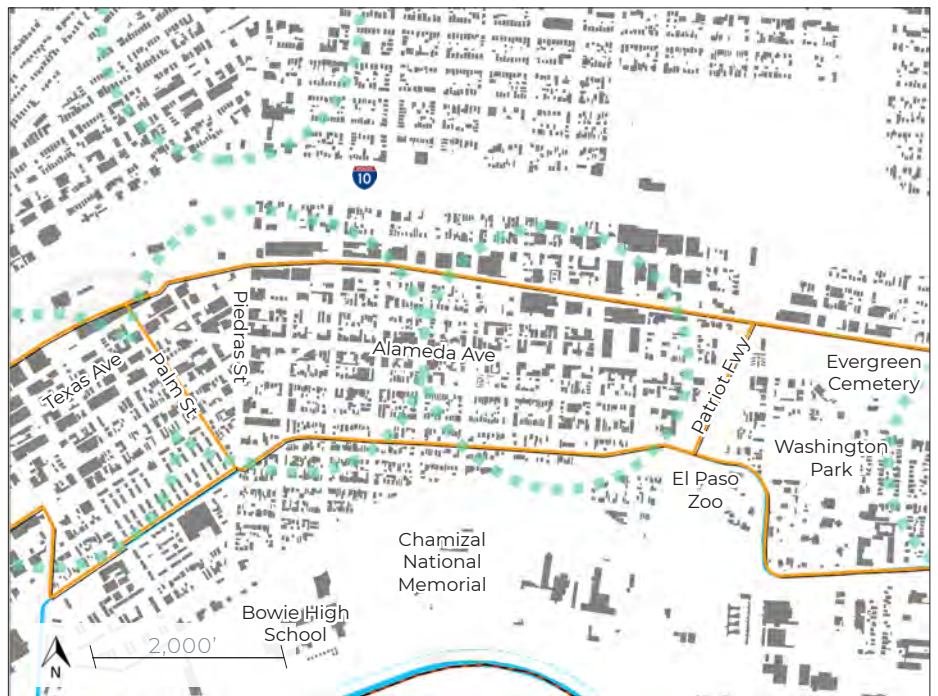 10
Piedras St
Alameda Ave
Texas Ave
Palm St.
Patriot Fwy
Evergreen
Cemetery
Washington
Park
El Paso
Zoo
Chamizal
National
Memorial
Bowie High
School
2,000'
N